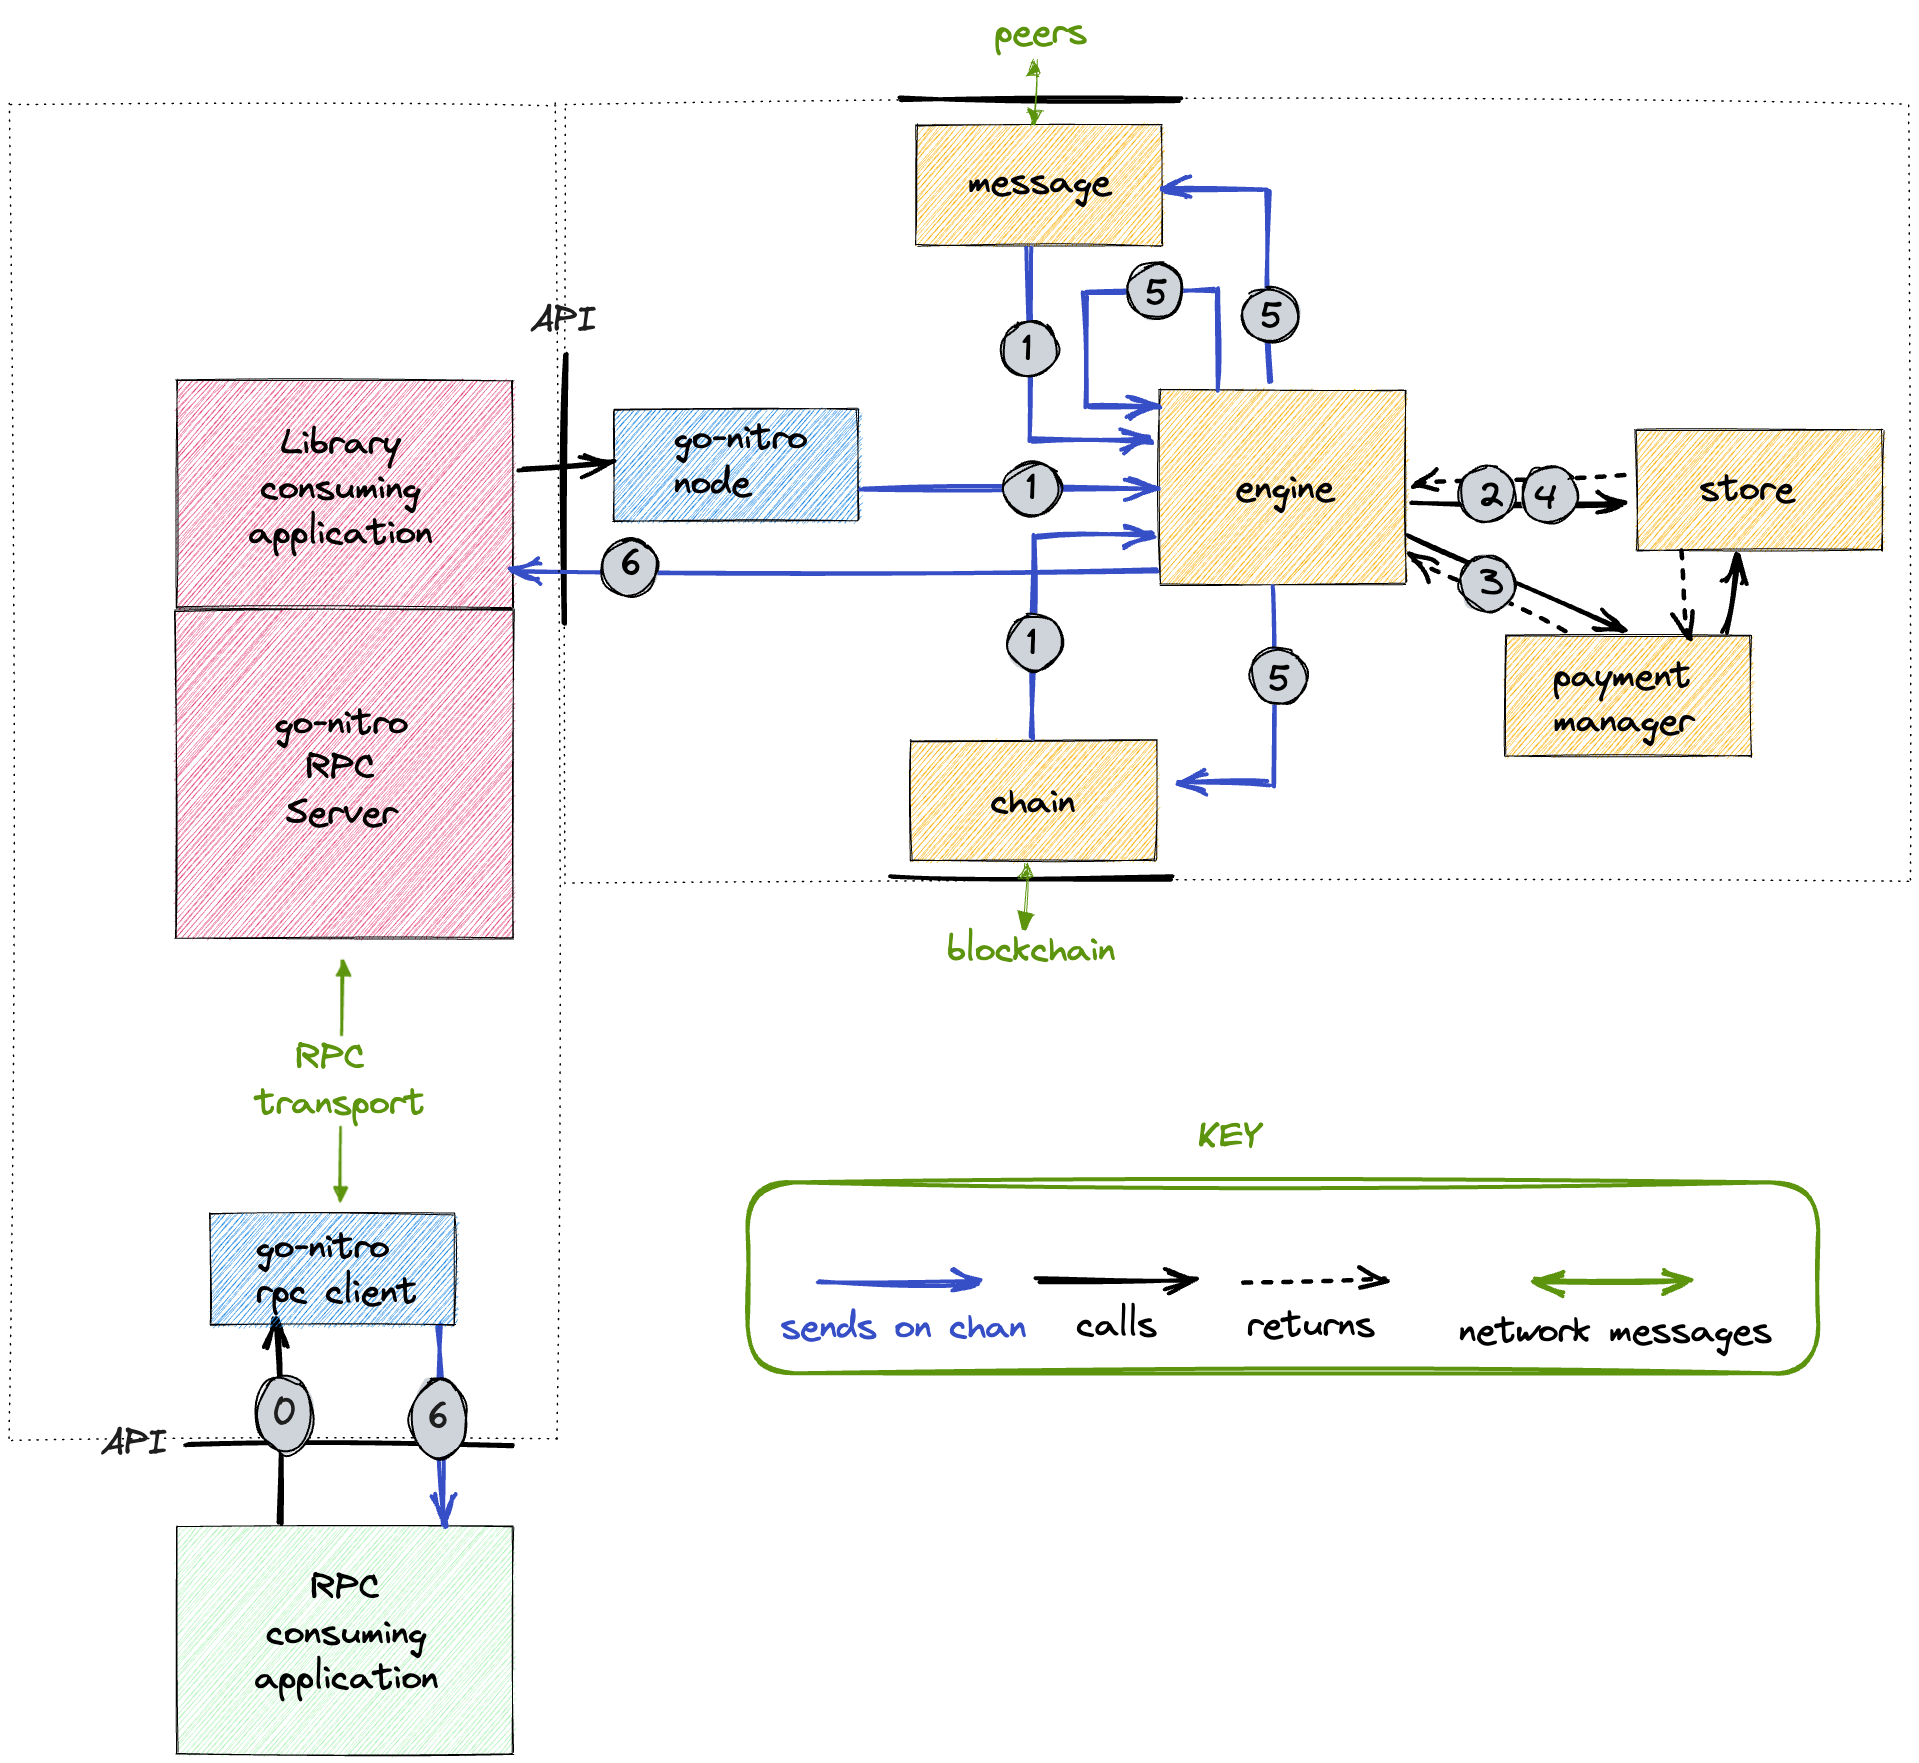 peers
message
5
5
1
API
Library
consuming
application
go-nitro
node
1
engine
2
4
store
6
3
1
5
payment
manager
go-nitro
RPC
Server
chain
blockchain
RPC
transport
KEY
go-nitro
rpc client
sends on chan
calls
returns
network messages
0
6
API
RPC
consuming
application